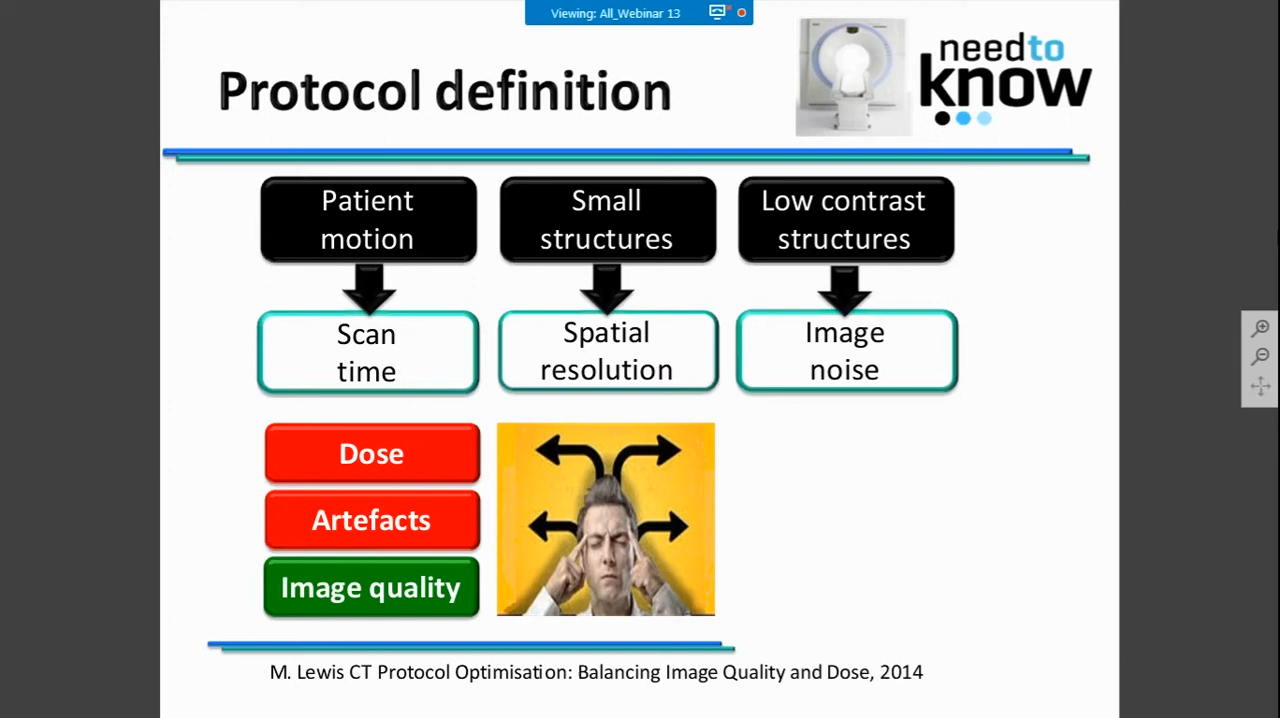 Viewing: All_Webinar 13
need to
know
Protocol definition
Patient
motion
Small
structures
Low contrast
structures
Scan
time
Spatial
resolution
Image
noise
Dose
Artefacts
Image quality
M. Lewis CT Protocol Optimisation: Balancing Image Quality and Dose, 2014